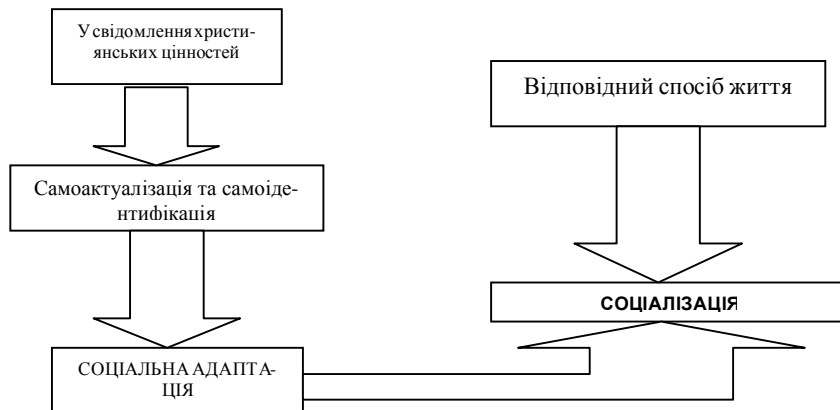 Усвідомлення христи-
янських цінностей
Відповідний спосіб життя
Самоактуалізація та самоіде-
нтифікація
СОЦІАЛІЗАЦІЯ
СОЦІАЛЬНА АДАПТА-
ЦІЯ